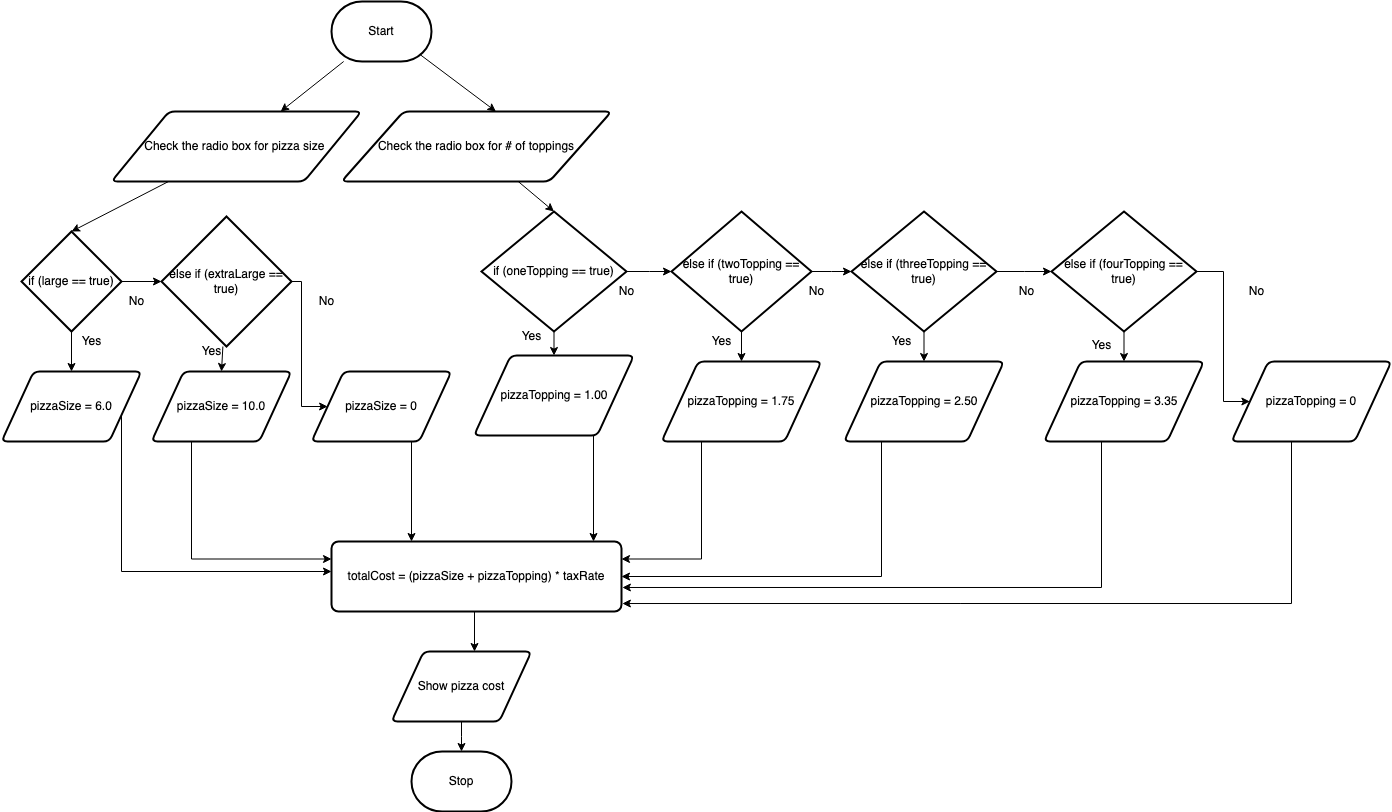 Start
Check the radio box for pizza size
Check the radio box for # of toppings
if (large == true)
No
else if (extraLarge ==
true)
No
Yes
Yes
if (oneTopping == true)
No
else if (twoTopping ==
true)
No
else if (threeTopping ==
true)
No
else if (fourTopping ==
true)
No
Yes
Yes
Yes
Yes
pizzaSize = 6.0
pizzaSize = 10.0
pizzaSize = 0
pizzaTopping = 1.00
pizzaTopping = 1.75
pizzaTopping = 2.50
pizzaTopping = 3.35
pizzaTopping = 0
totalCost = (pizzaSize + pizzaTopping) * taxRate
Show pizza cost
Stop